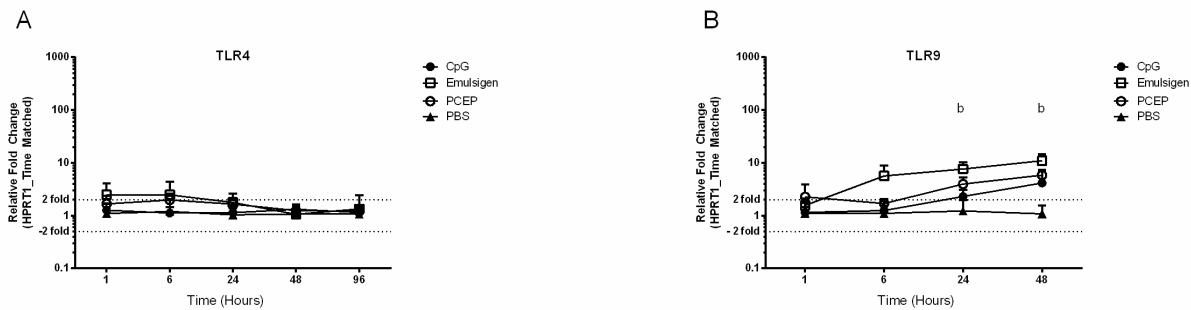 A
TLR4
1000
100
10
2 fold
1
-2 fold
0.1
Relative Fold Change
(HPRT1_Time Matched)
1 6 24 48 96
Time (Hours)
CpG
Emulsigen
PCEP
PBS
B
TLR9
1000
100
10
2 fold
1
- 2 fold
0.1
Relative Fold Change
(HPRT1_Time Matched)
b b
1 6 24 48
Time (Hours)
CpG
Emulsigen
PCEP
PBS